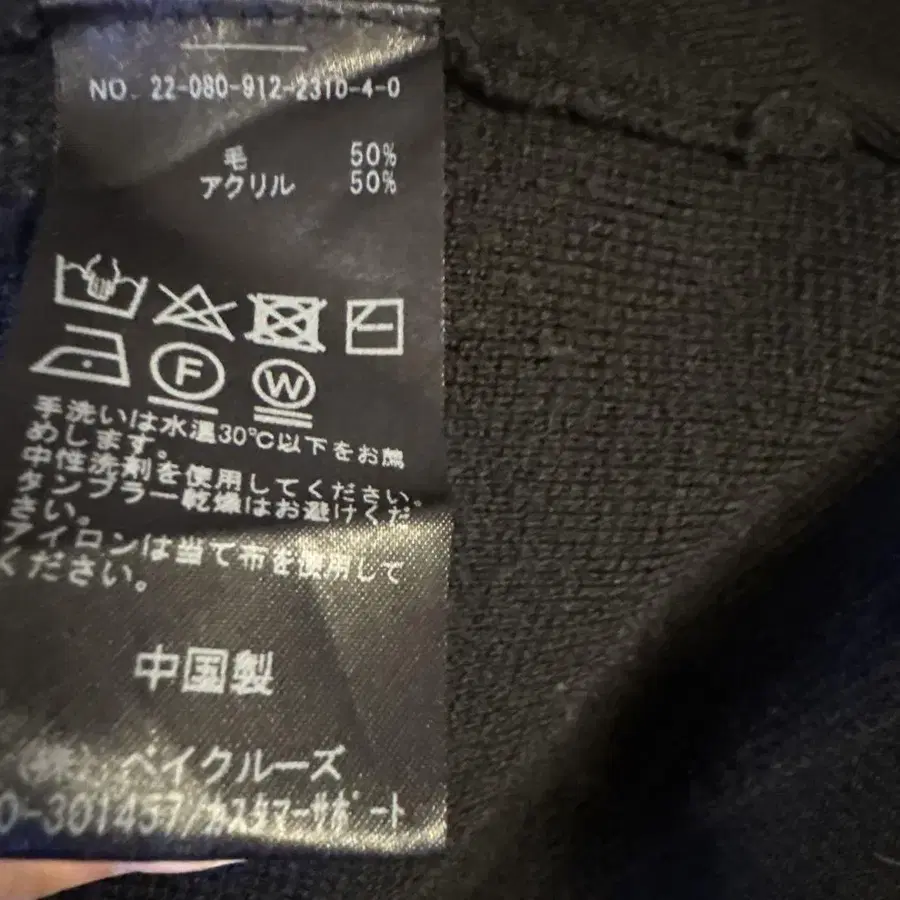 NO. 22-080-912-2310-4-0
毛 50%
アクリル 50%
F W
手洗いは水温30℃以下をお薦
めします。
中性洗剤を使用してください。
タンブラー乾燥はお避けくだ
さい。
アイロンは当て布を使用して
ください。
中国製
(株)ベイクルーズ
0-301457/カスタマーサポート